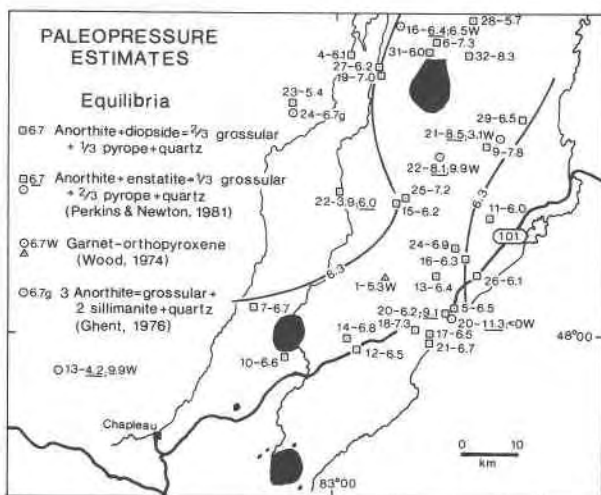 PALEOPRESSURE
ESTIMATES
Equilibria
6.7 Anorthite+diopside=2/3 grossular
+ 1/3 pyrope+quartz
6.7 Anorthite+enstatite=1/3 grossular
+ 2/3 pyrope+quartz
(Perkins & Newton, 1981)
6.7W Garnet-orthopyroxene
(Wood, 1974)
6.7g 3 Anorthite=grossular+
2 sillimanite+quartz
(Ghent, 1976)
28-5.7
16-6.4;6.5W
6-7.3
4-6.1
31-6.0
32-8.3
27-6.2
19-7.0
23-5.4
24-6.7g
29-6.5
21-8.5,3.1W
9-7.8
22-8.1;9.9W
22-3.9,6.0
25-7.2
15-6.2
6.3
11-6.0
101
24-6.9
16-6.3
6.3
13-6.4
26-6.1
1-5.3W
7-6.7
5-6.5
20-6.2;9.1
20-11.3,<0W
18-7.3
14-6.8
17-6.5
48°00
12-6.5
21-6.7
10-6.6
13-4.2,9.9W
Chapleau
0 10
km
83°00